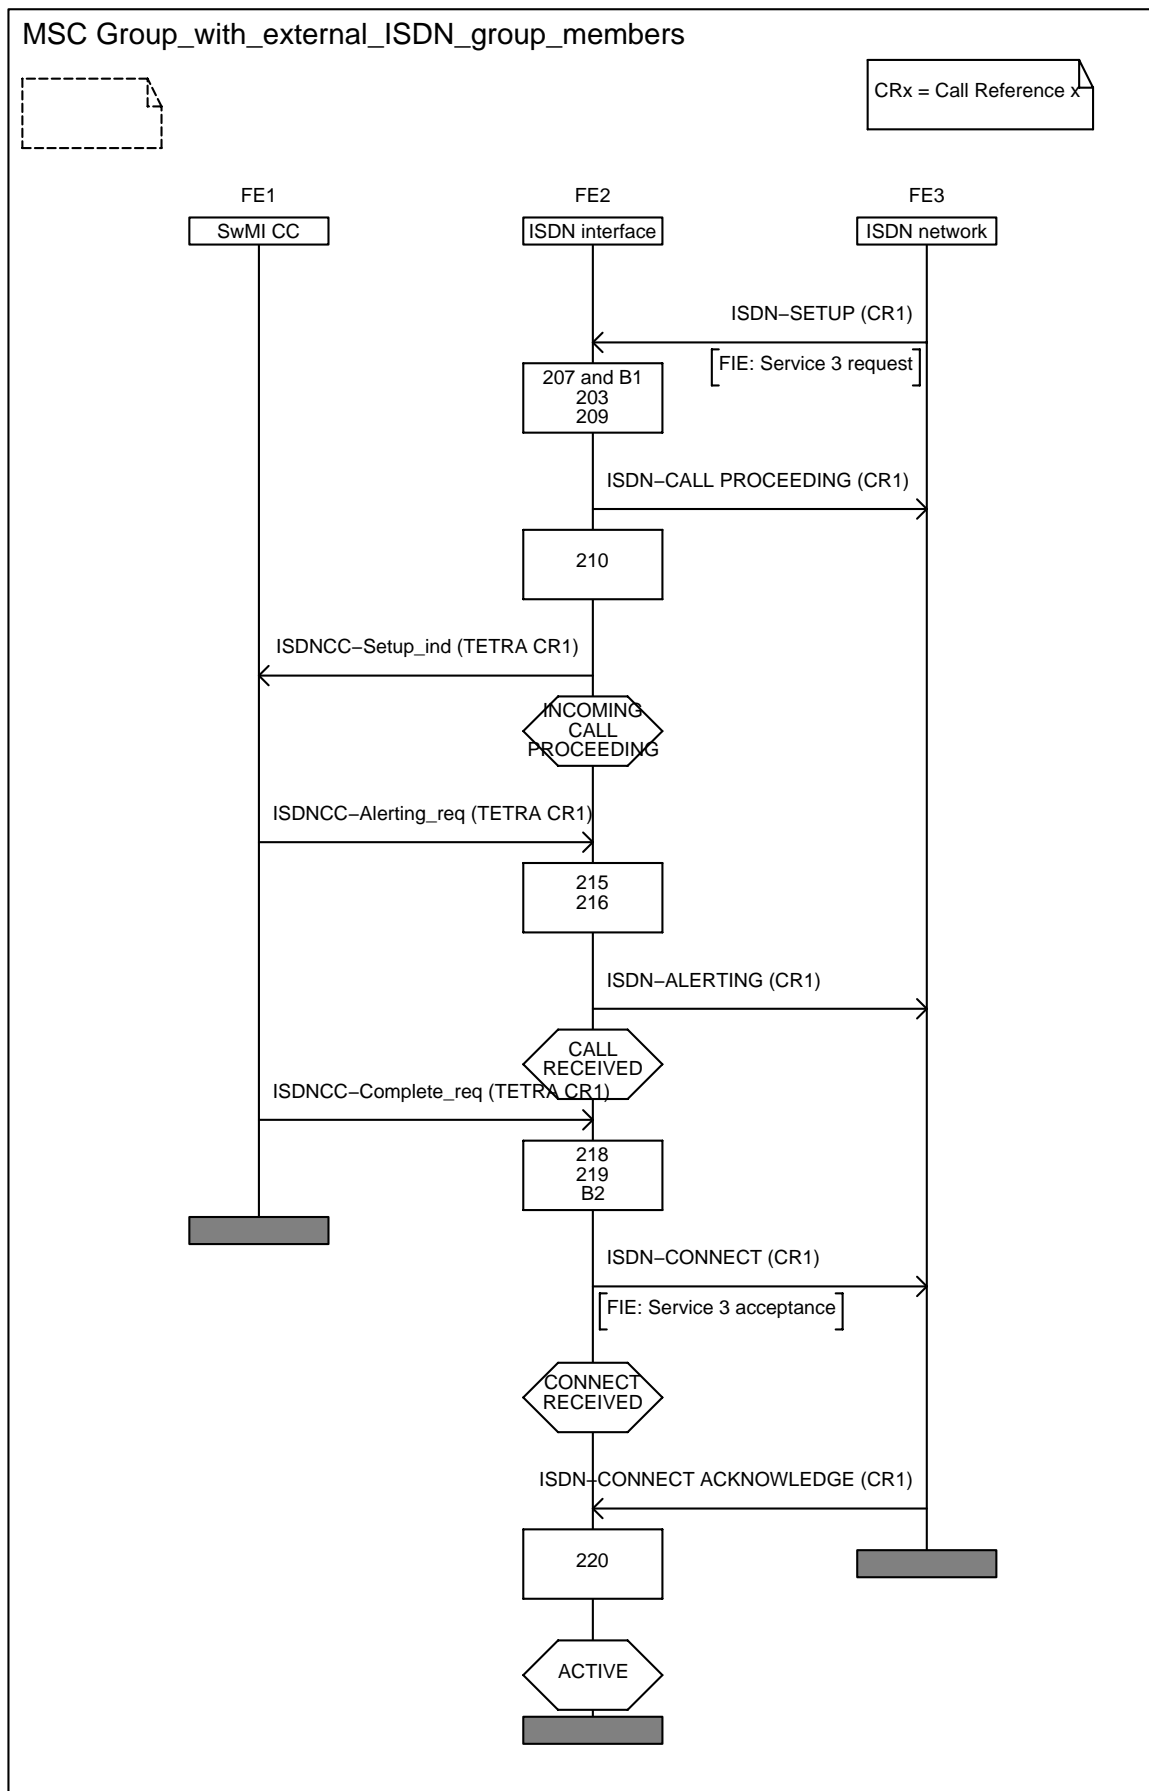 MSC Group_with_external_ISDN_group_members
CRx = Call Reference x
FE1
FE2
FE3
SwMI CC
ISDN interface
ISDN network
ISDN−SETUP (CR1)
FIE: Service 3 request
207 and B1
203
209
ISDN−CALL PROCEEDING (CR1)
210
ISDNCC−Setup_ind (TETRA CR1)
INCOMING
CALL
PROCEEDING
ISDNCC−Alerting_req (TETRA CR1)
215
216
ISDN−ALERTING (CR1)
CALL
RECEIVED
ISDNCC−Complete_req (TETRA CR1)
218
219
B2
ISDN−CONNECT (CR1)
FIE: Service 3 acceptance
CONNECT
RECEIVED
ISDN−CONNECT ACKNOWLEDGE (CR1)
220
ACTIVE